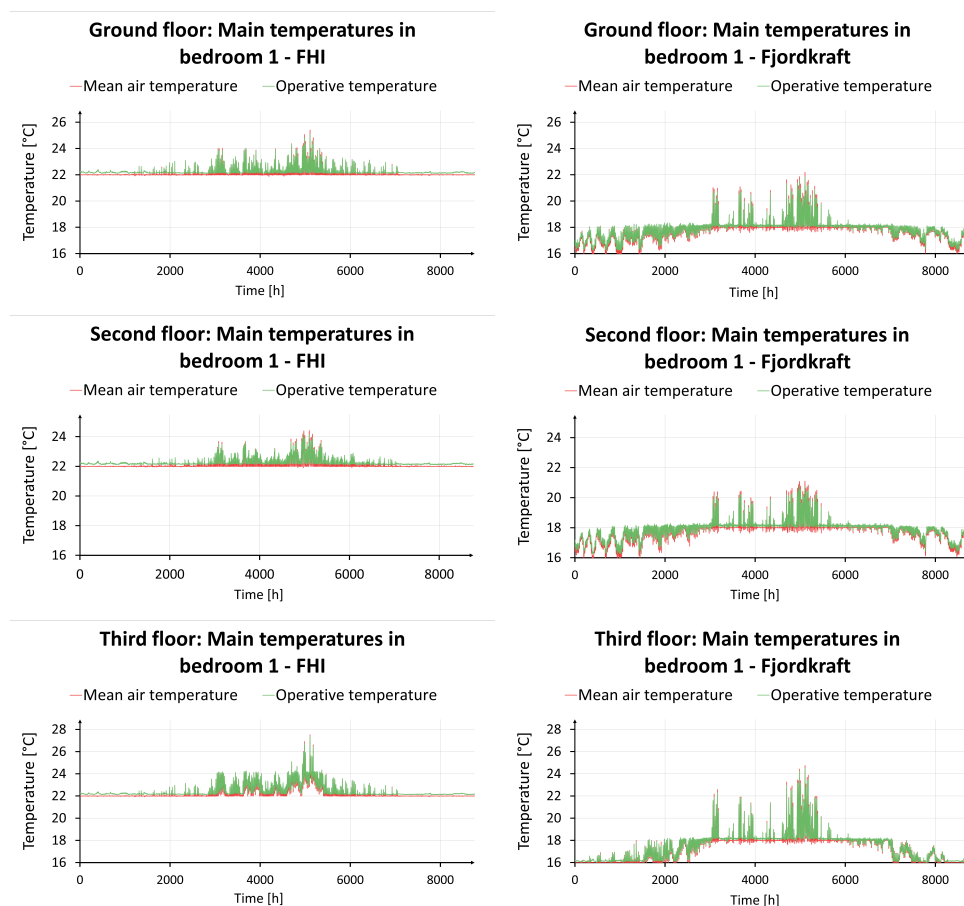 Ground floor: Main temperatures in
bedroom 1 - FHI
Mean air temperature Operative temperature
Temperature [°C]
26
24
22
20
18
16
0 2000 4000 6000 8000
Time [h]
Ground floor: Main temperatures in
bedroom 1 - Fjordkraft
Mean air temperature Operative temperature
Temperature [°C]
26
24
22
20
18
16
0 2000 4000 6000 8000
Time [h]
Second floor: Main temperatures in
bedroom 1 - FHI
Mean air temperature Operative temperature
Temperature [°C]
24
22
20
18
16
0 2000 4000 6000 8000
Time [h]
Second floor: Main temperatures in
bedroom 1 - Fjordkraft
Mean air temperature Operative temperature
Temperature [°C]
24
22
20
18
16
0 2000 4000 6000 8000
Time [h]
Third floor: Main temperatures in
bedroom 1 - FHI
Mean air temperature Operative temperature
Temperature [°C]
28
26
24
22
20
18
16
0 2000 4000 6000 8000
Time [h]
Third floor: Main temperatures in
bedroom 1 - Fjordkraft
Mean air temperature Operative temperature
Temperature [°C]
28
26
24
22
20
18
16
0 2000 4000 6000 8000
Time [h]